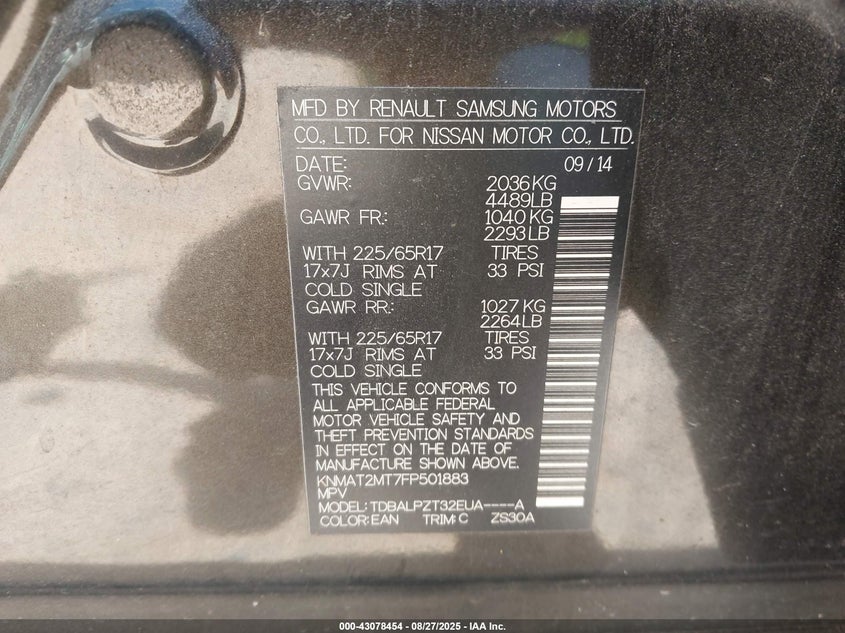 MFD BY RENAULT SAMSUNG MOTORS
CO., LTD. FOR NISSAN MOTOR CO., LTD.
DATE: 09/14
GVWR: 2036KG
4489LB
GAWR FR.: 1040KG
2293LB
WITH 225/65R17 TIRES
17x7J RIMS AT 33 PSI
COLD SINGLE
GAWR RR.: 1027KG
2264LB
WITH 225/65R17 TIRES
17x7J RIMS AT 33 PSI
COLD SINGLE
THIS VEHICLE CONFORMS TO
ALL APPLICABLE FEDERAL
MOTOR VEHICLE SAFETY AND
THEFT PREVENTION STANDARDS
IN EFFECT ON THE DATE OF
MANUFACTURE SHOWN ABOVE.
KNMAT2MT7FP501883
MPV
MODEL: TDBALPZT32EUA----A
COLOR: EAN TRIM: C ZS30A
000-43078454 - 08/27/2025 - IAA Inc.